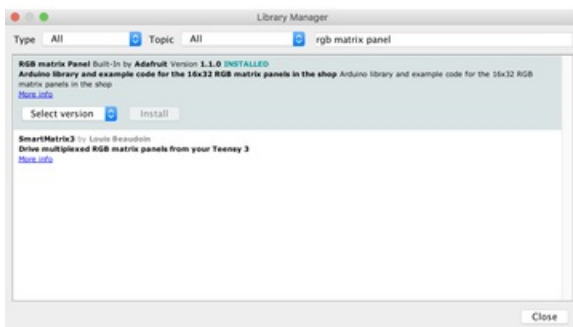 Library Manager
Type All Topic All rgb matrix panel
RGB matrix Panel Built-In by Adafruit Version 1.1.0 INSTALLED
Arduino library and example code for the 16x32 RGB matrix panels in the shop Arduino library and example code for the 16x32 RGB
matrix panels in the shop
More info
Select version Install
SmartMatrix3 by Louis Beaudoin
Drive multiplexed RGB matrix panels from your Teensy 3
More info
Close